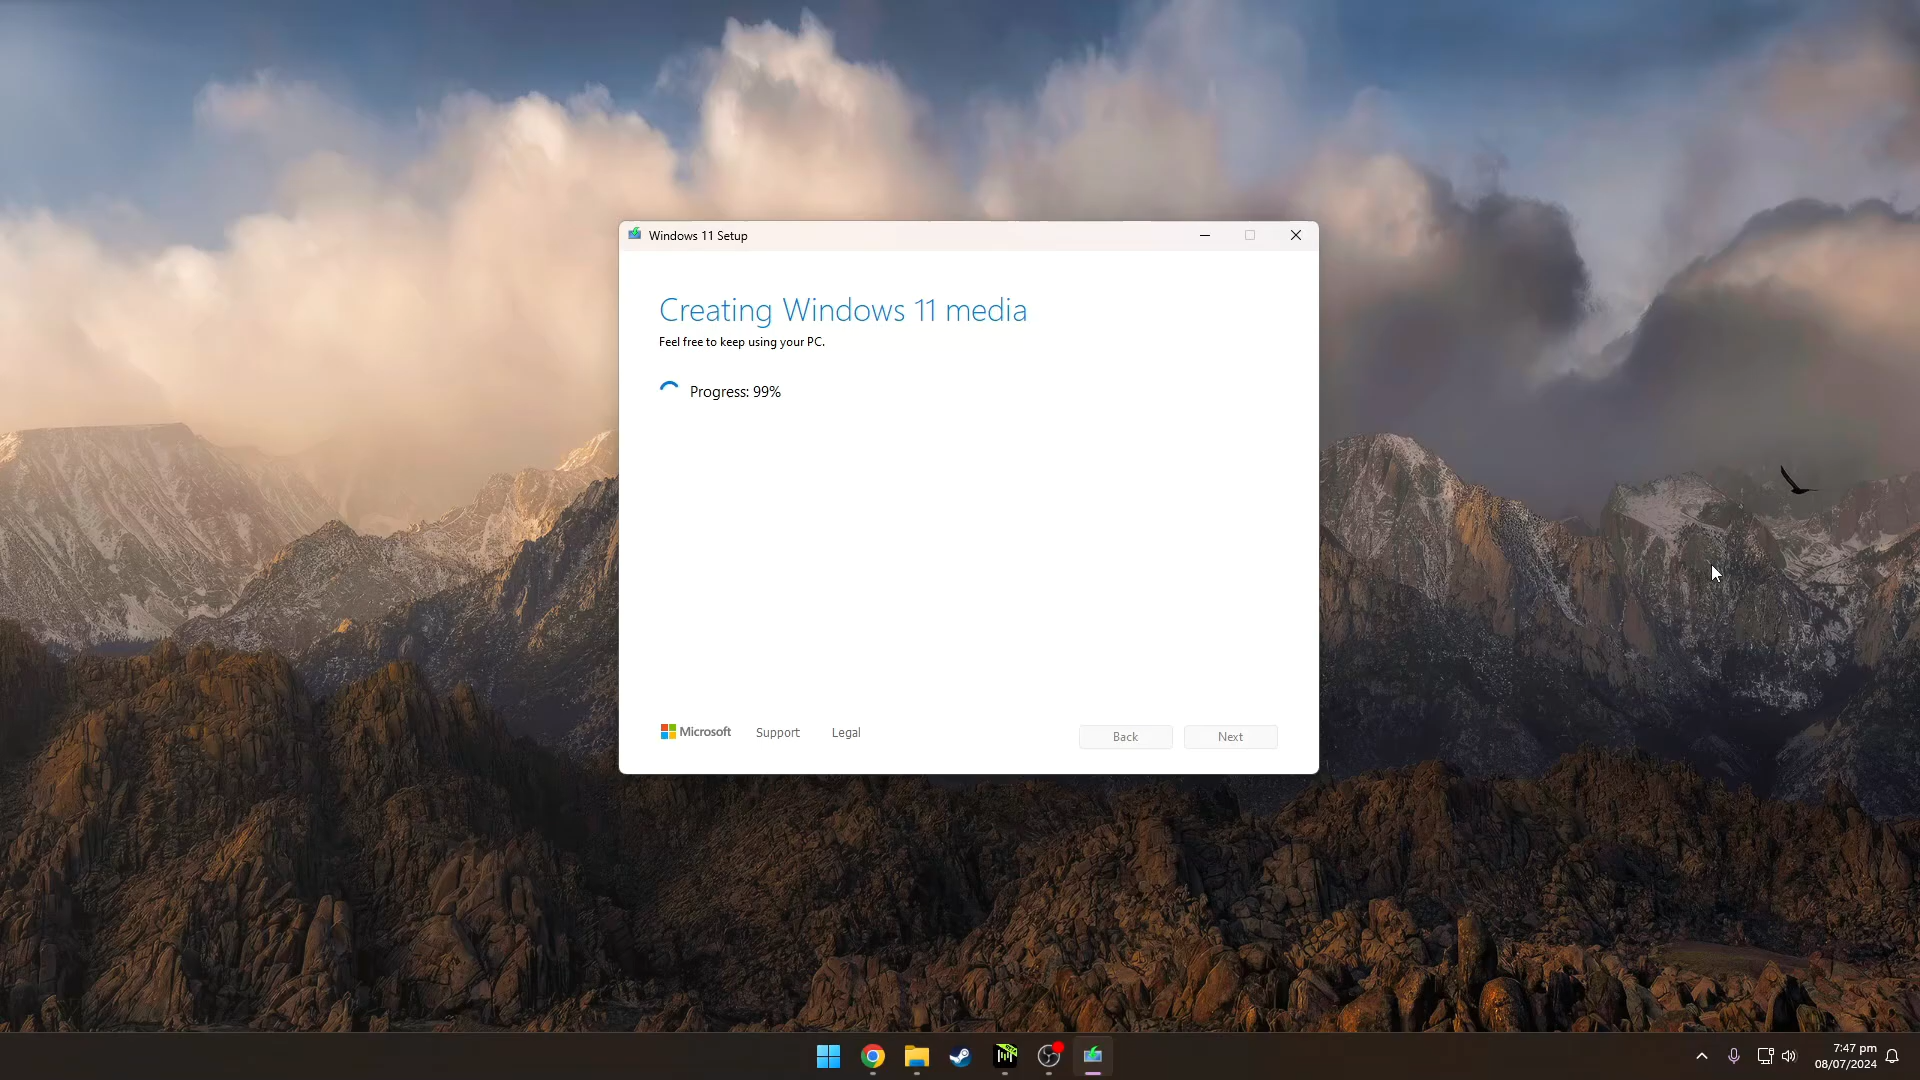 Windows 11 Setup
Creating Windows 11 media
Feel free to keep using your PC.
Progress: 99%
Microsoft
Support
Legal
Back
Next
7:47 pm
08/07/2024